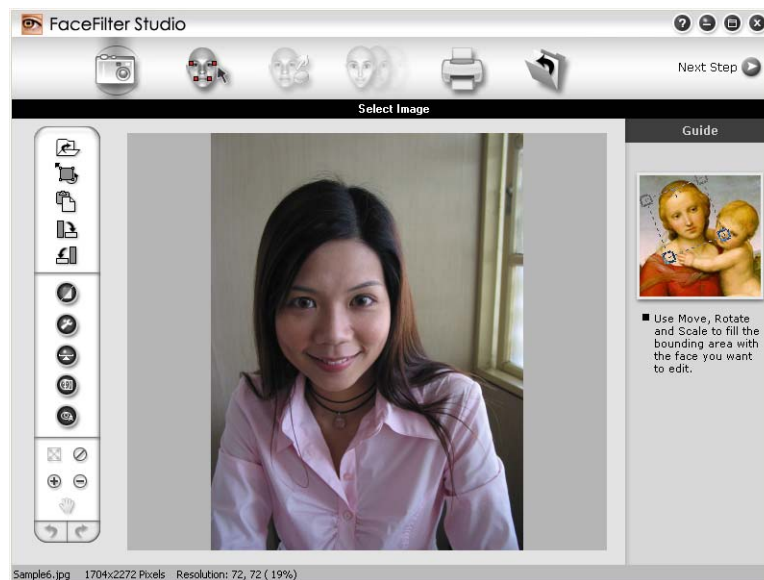 FaceFilter Studio
Next Step
Select Image
Guide
Use Move, Rotate
and Scale to fill the
bounding area with
the face you want
to edit.
Sample6.jpg 1704x2272 Pixels Resolution: 72, 72 ( 19%)